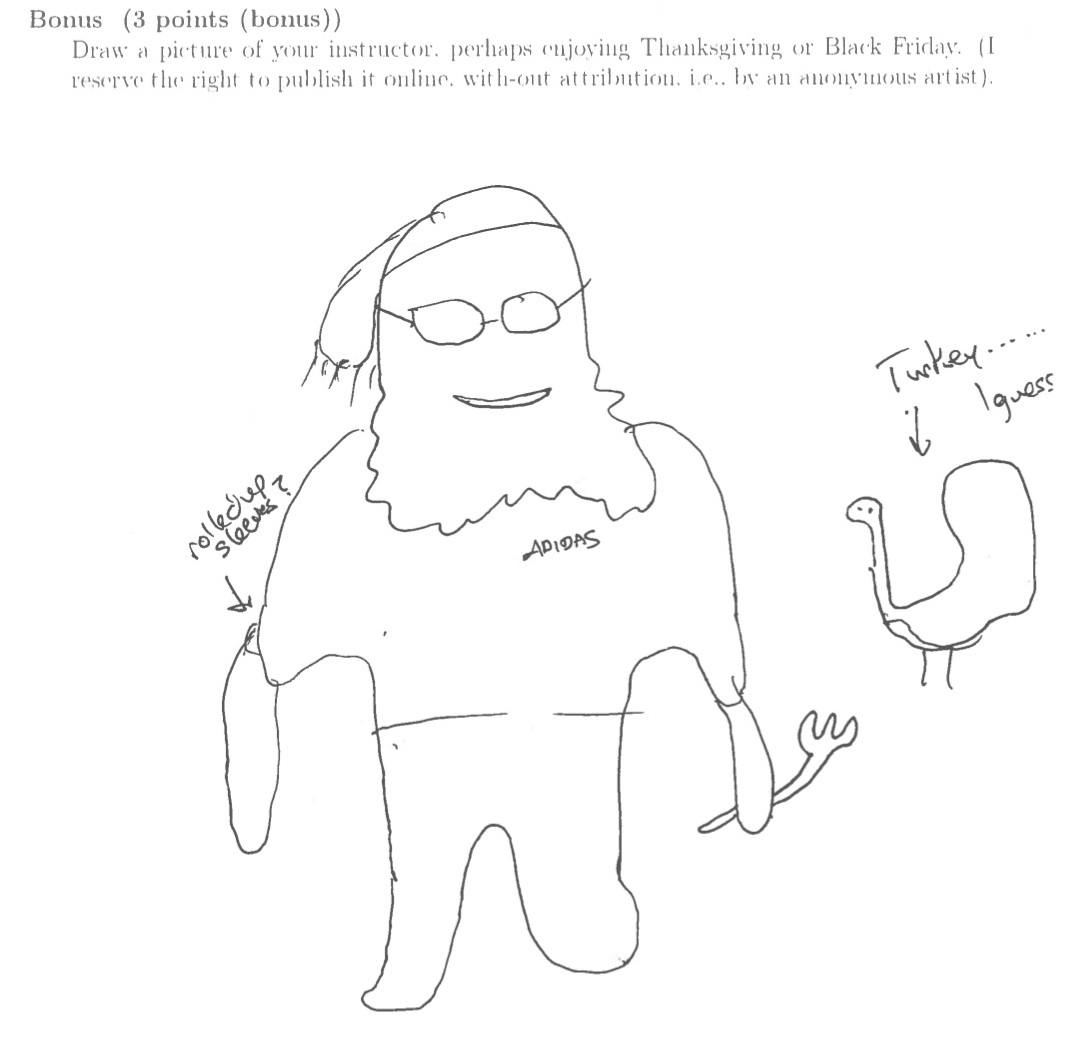 Bonus (3 points (bonus))
Draw a picture of your instructor, perhaps enjoying Thanksgiving or Black Friday. (I
reserve the right to publish it online, with-out attribution, i.e., by an anonymous artist).
Turkey......
I guess
rolled up
sleeves?
ADIDAS